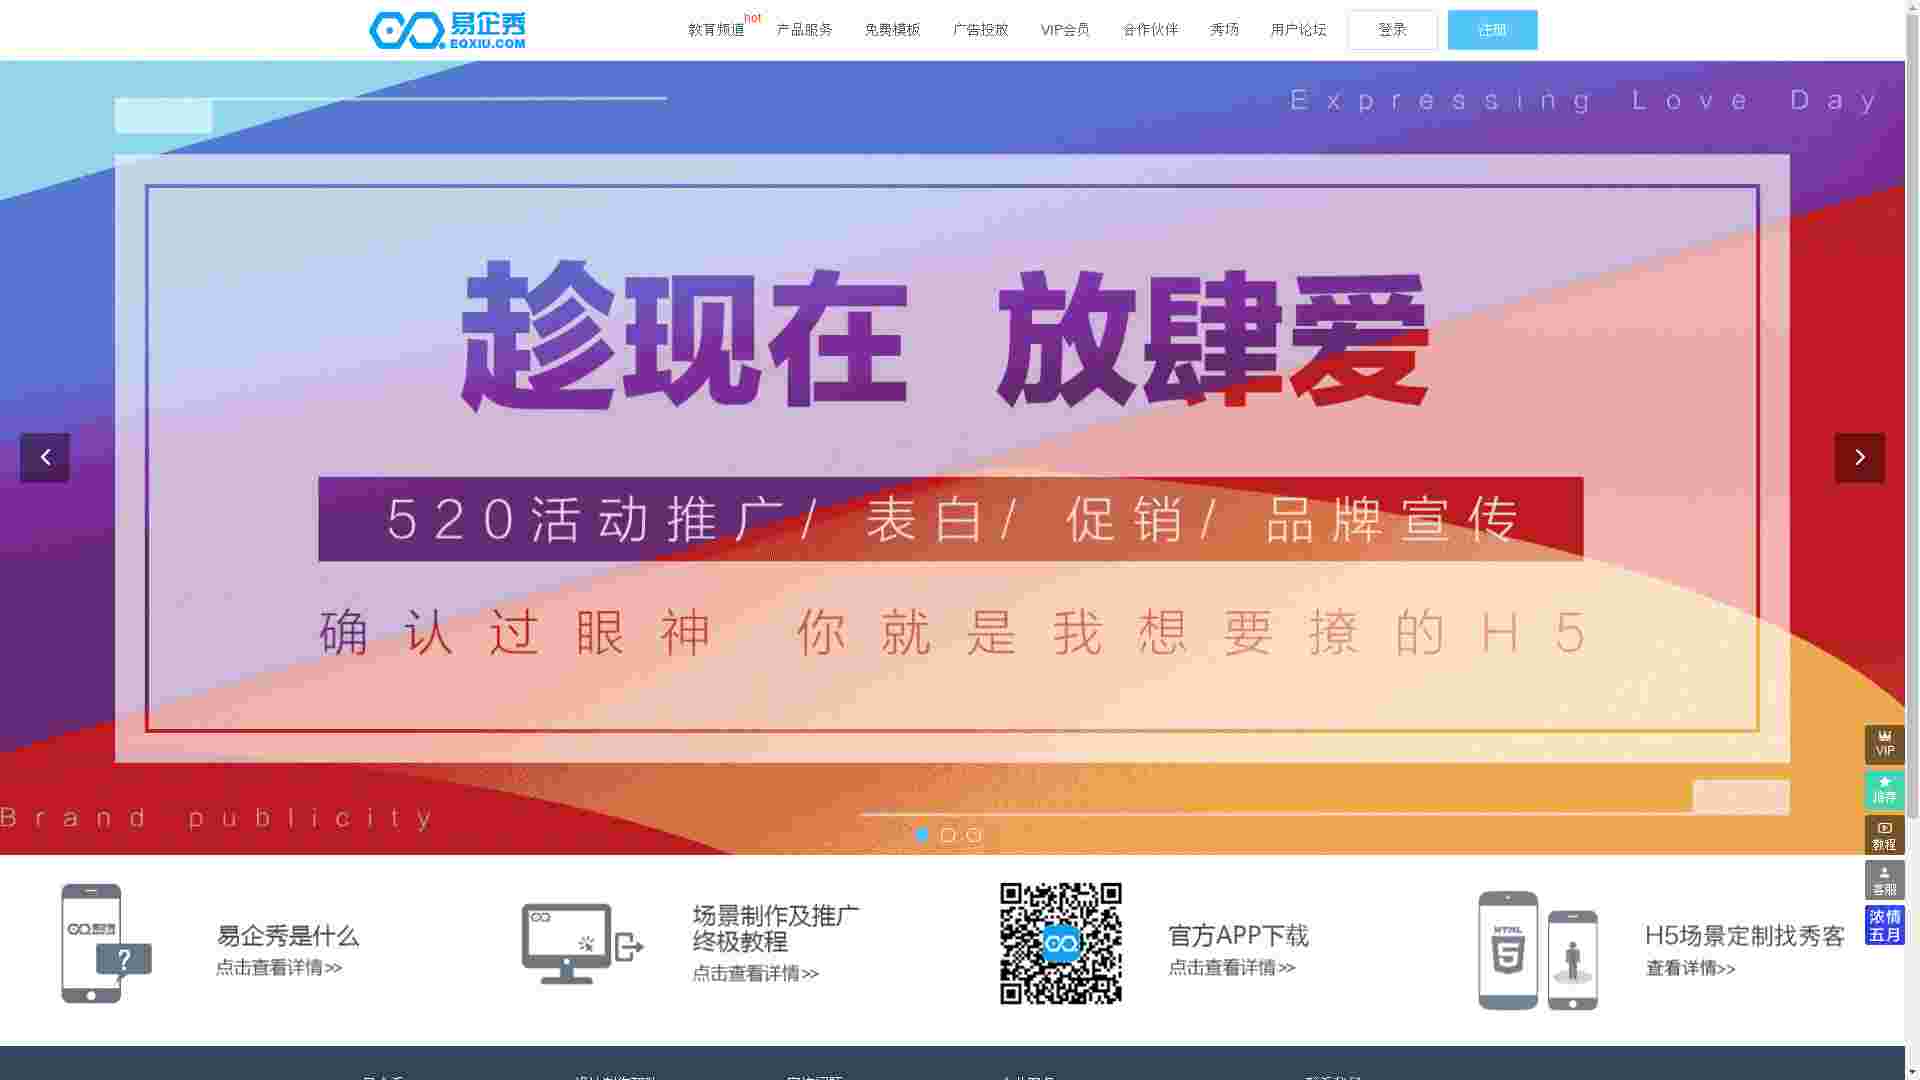 易企秀
EQXIU.COM
教育频道
hot
产品服务
免费模板
广告投放
VIP会员
合作伙伴
秀场
用户论坛
登录
注册
Expressing Love Day
趁现在 放肆爱
520活动推广/ 表白/ 促销/ 品牌宣传
确认过眼神 你就是我想要撩的H5
Brand publicity
VIP
推荐
教程
客服
浓情
五月
易企秀
?
易企秀是什么
点击查看详情>>
场景制作及推广
终极教程
点击查看详情>>
官方APP下载
点击查看详情>>
HTML
5
H5场景定制找秀客
查看详情>>